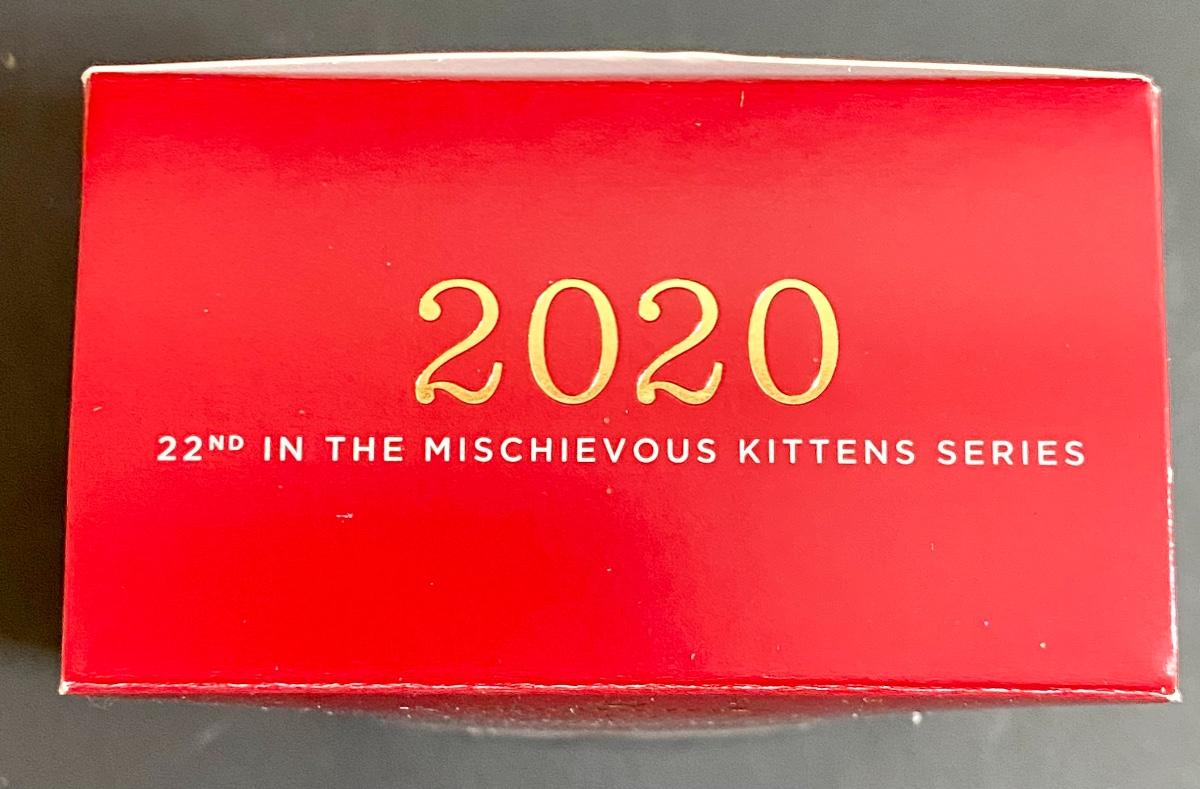 2020
22ND IN THE MISCHIEVOUS KITTENS SERIES